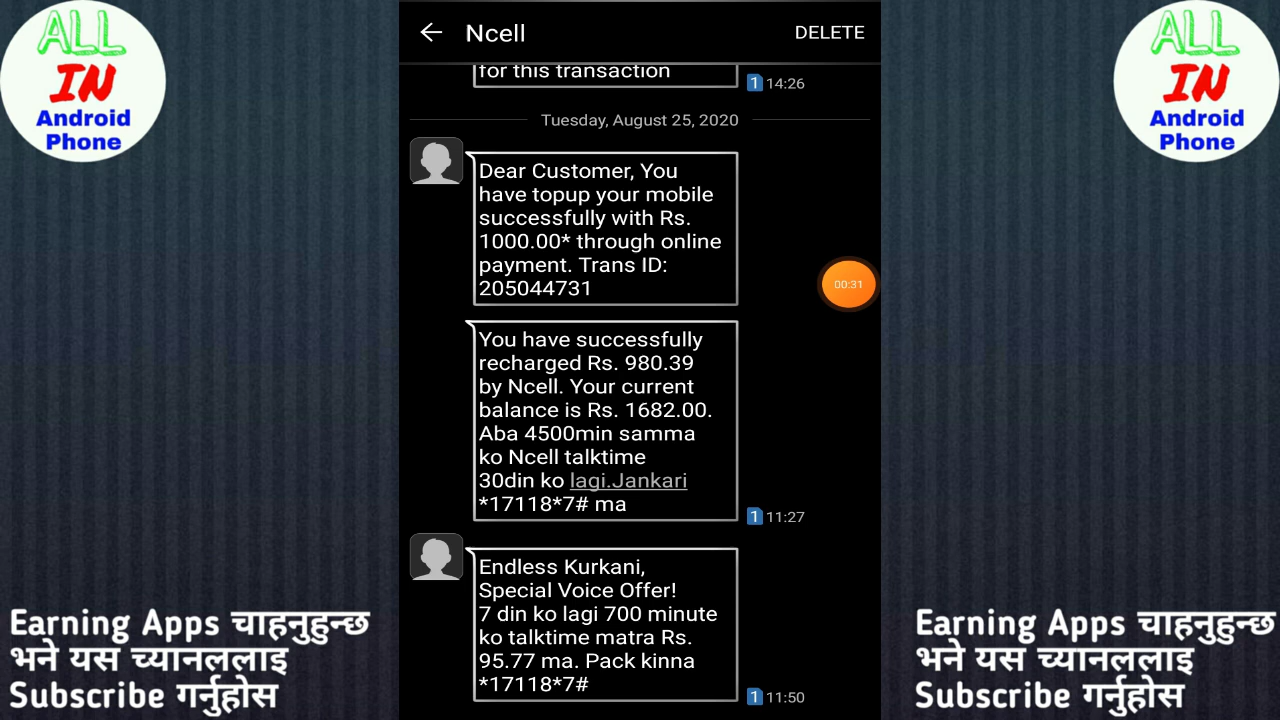 ALL
IN
Android
Phone
Ncell
DELETE
for this transaction
1 14:26
Tuesday, August 25, 2020
Dear Customer, You
have topup your mobile
successfully with Rs.
1000.00* through online
payment. Trans ID:
205044731
00:31
You have successfully
recharged Rs. 980.39
by Ncell. Your current
balance is Rs. 1682.00.
Aba 4500min samma
ko Ncell talktime
30din ko lagi.Jankari
*17118*7# ma
1 11:27
Endless Kurkani,
Special Voice Offer!
7 din ko lagi 700 minute
ko talktime matra Rs.
95.77 ma. Pack kinna
*17118*7#
1 11:50
Earning Apps चाहनुहुन्छ
भने यस च्यानललाइ
Subscribe गर्नुहोस
ALL
IN
Android
Phone
Earning Apps चाहनुहुन्छ
भने यस च्यानललाइ
Subscribe गर्नुहोस